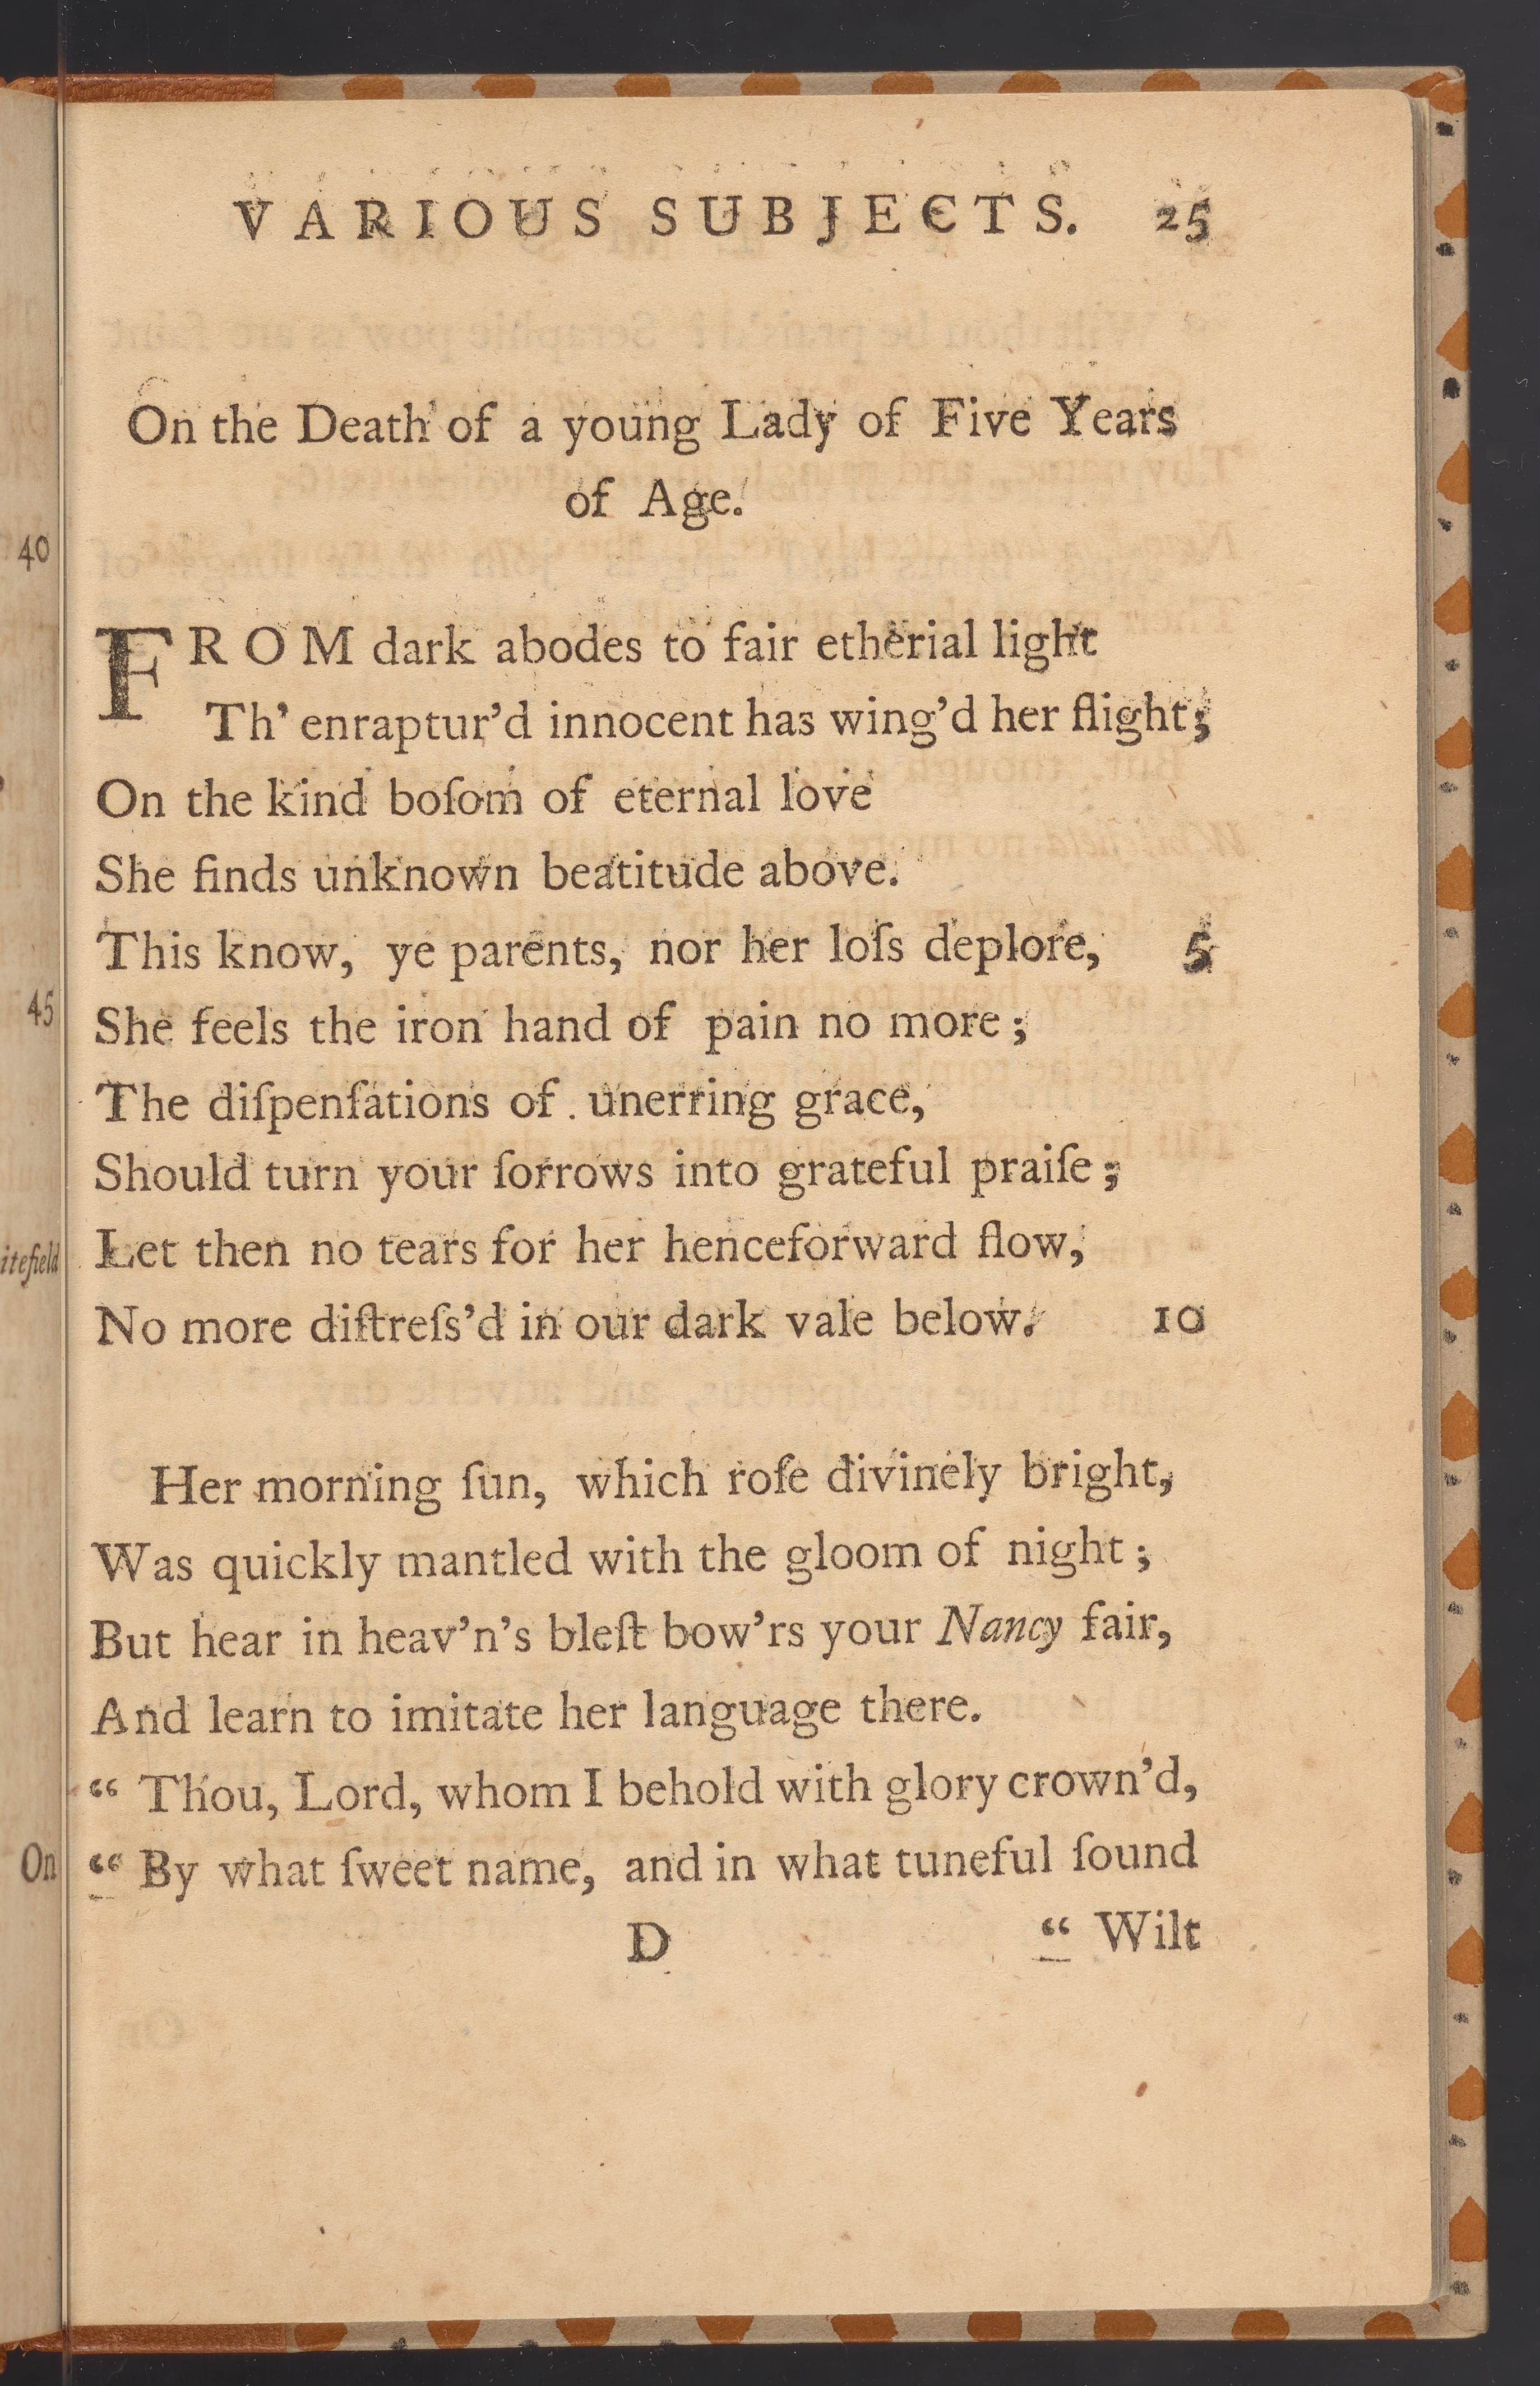 VARIOUS SUBJECTS. 25
On the Death of a young Lady of Five Years
of Age.
40
FROM dark abodes to fair etherial light
Th' enraptur'd innocent has wing'd her flight;
On the kind boſom of eternal love
She finds unknown beatitude above.
This know, ye parents, nor her loſs deplore, 5
45
She feels the iron hand of pain no more;
The diſpenſations of unerring grace,
Should turn your ſorrows into grateful praiſe;
itefield
Let then no tears for her henceforward flow,
No more diſtreſs'd in our dark vale below. 10
Her morning ſun, which roſe divinely bright,
Was quickly mantled with the gloom of night;
But hear in heav'n's bleſt bow'rs your Nancy fair,
And learn to imitate her language there.
“ Thou, Lord, whom I behold with glory crown'd,
On
“ By what ſweet name, and in what tuneful ſound
D “ Wilt